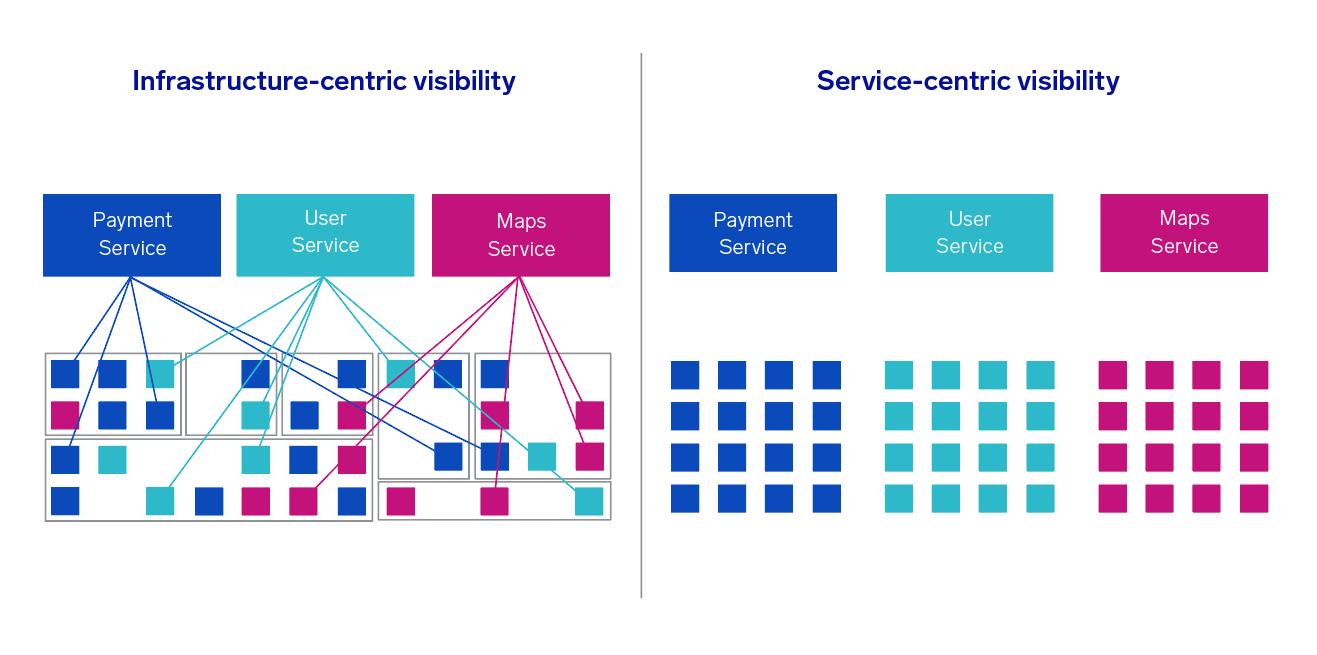 Infrastructure-centric visibility
Service-centric visibility
Payment
Service
User
Service
Maps
Service
Payment
Service
User
Service
Maps
Service